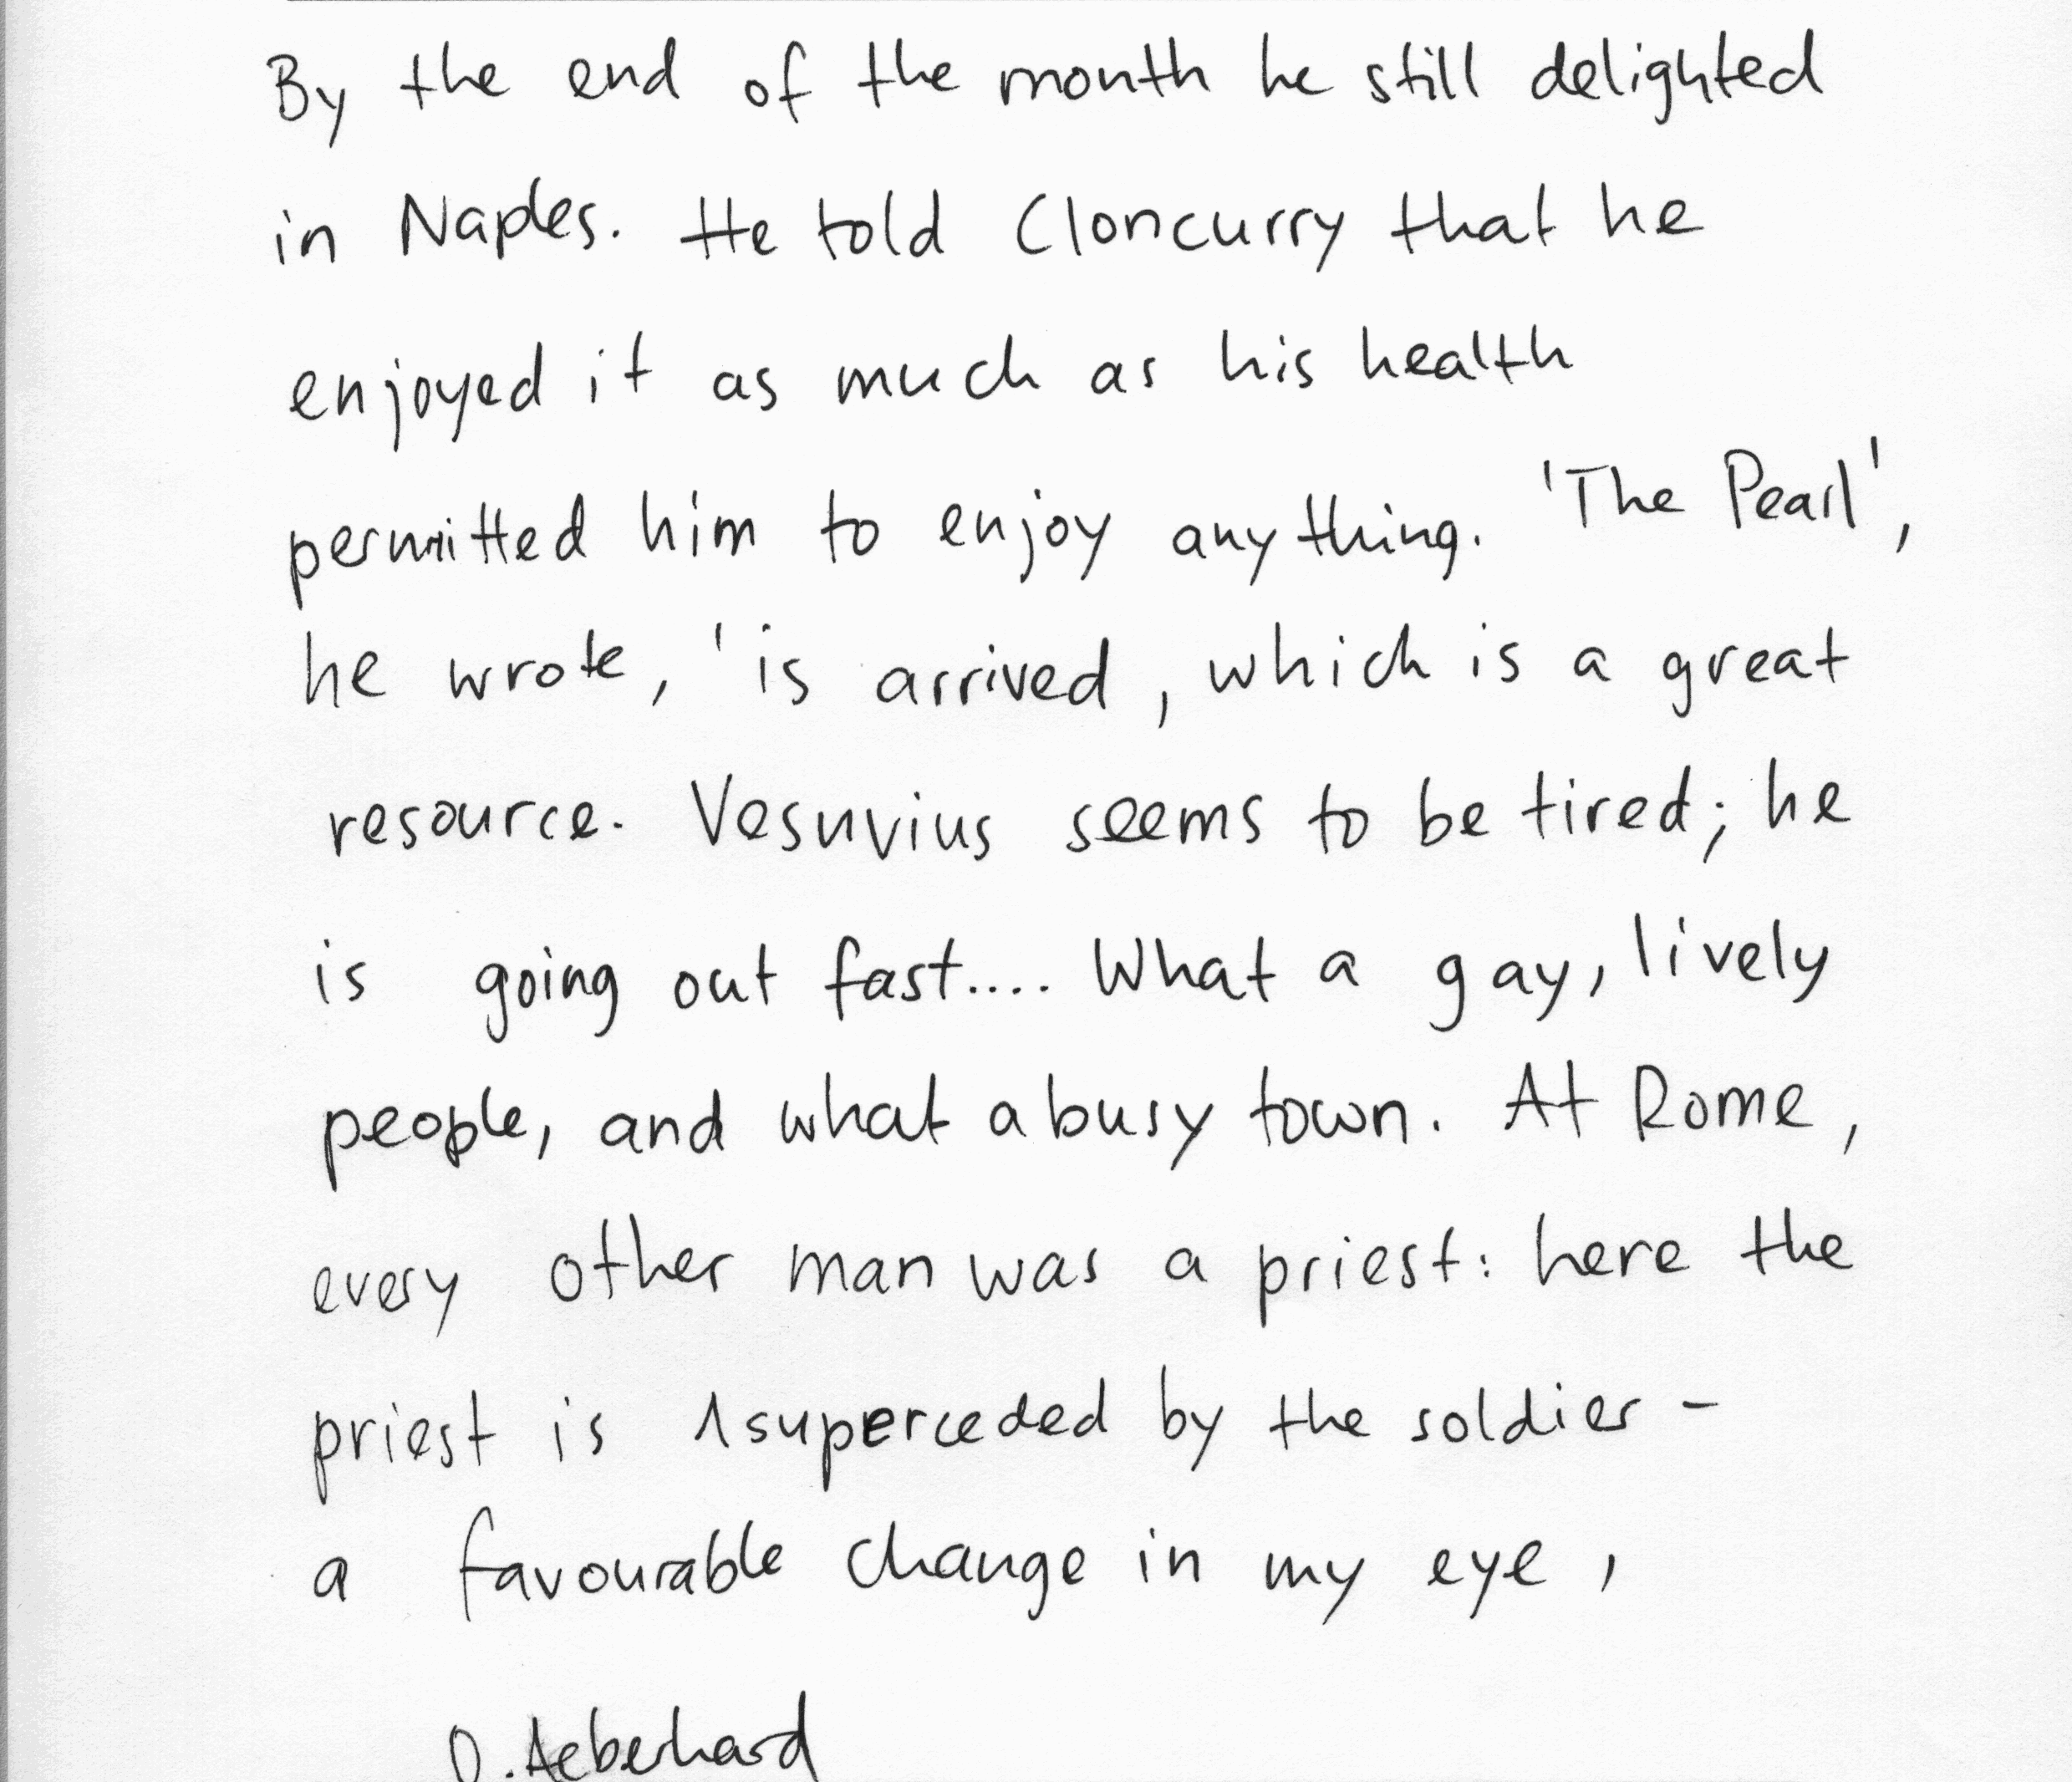 By the end of the month he still delighted
in Naples. He told Cloncurry that he
enjoyed it as much as his health
permitted him to enjoy anything. 'The Pearl',
he wrote, 'is arrived, which is a great
resource. Vesuvius seems to be tired; he
is going out fast.... What a gay, lively
people, and what a busy town. At Rome,
every other man was a priest: here the
priest is superceded by the soldier -
a favourable change in my eye,
D. Aeberhard